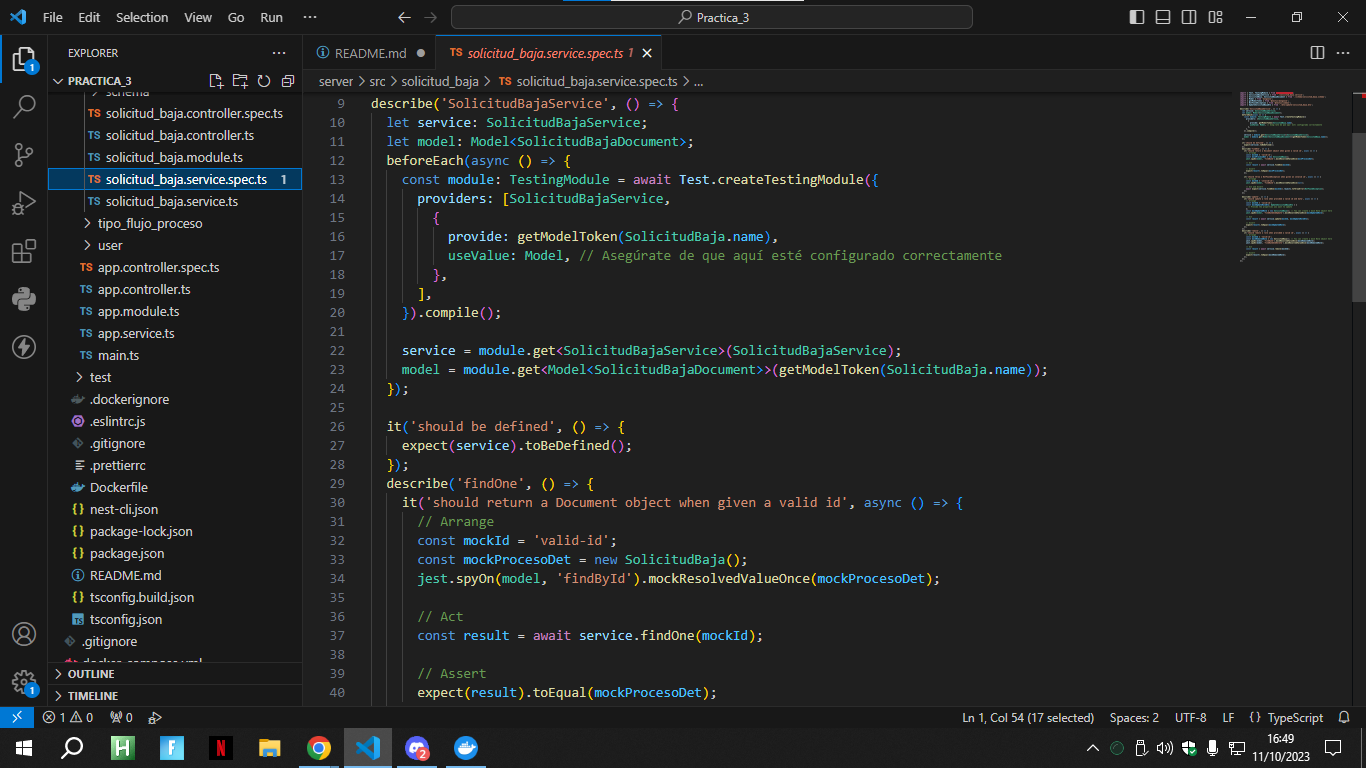 File Edit Selection View Go Run ···
Practica_3
EXPLORER ···
PRACTICA_3
schema
TS solicitud_baja.controller.spec.ts
TS solicitud_baja.controller.ts
TS solicitud_baja.module.ts
TS solicitud_baja.service.spec.ts 1
TS solicitud_baja.service.ts
tipo_flujo_proceso
user
TS app.controller.spec.ts
TS app.controller.ts
TS app.module.ts
TS app.service.ts
TS main.ts
test
.dockerignore
.eslintrc.js
.gitignore
.prettierrc
Dockerfile
{} nest-cli.json
{} package-lock.json
{} package.json
README.md
{} tsconfig.build.json
TS tsconfig.json
.gitignore
docker-compose.yml
OUTLINE
TIMELINE
1
1
README.md ●
TS solicitud_baja.service.spec.ts 1
server > src > solicitud_baja > TS solicitud_baja.service.spec.ts > ...
9 describe('SolicitudBajaService', () => {
10 let service: SolicitudBajaService;
11 let model: Model<SolicitudBajaDocument>;
12 beforeEach(async () => {
13 const module: TestingModule = await Test.createTestingModule({
14 providers: [SolicitudBajaService,
15 {
16 provide: getModelToken(SolicitudBaja.name),
17 useValue: Model, // Asegúrate de que aquí esté configurado correctamente
18 },
19 ],
20 }).compile();
21
22 service = module.get<SolicitudBajaService>(SolicitudBajaService);
23 model = module.get<Model<SolicitudBajaDocument>>(getModelToken(SolicitudBaja.name));
24 });
25
26 it('should be defined', () => {
27 expect(service).toBeDefined();
28 });
29 describe('findOne', () => {
30 it('should return a Document object when given a valid id', async () => {
31 // Arrange
32 const mockId = 'valid-id';
33 const mockProcesoDet = new SolicitudBaja();
34 jest.spyOn(model, 'findById').mockResolvedValueOnce(mockProcesoDet);
35
36 // Act
37 const result = await service.findOne(mockId);
38
39 // Assert
40 expect(result).toEqual(mockProcesoDet);
1 0 0
Ln 1, Col 54 (17 selected) Spaces: 2 UTF-8 LF {} TypeScript
H F N 2
16:49
11/10/2023